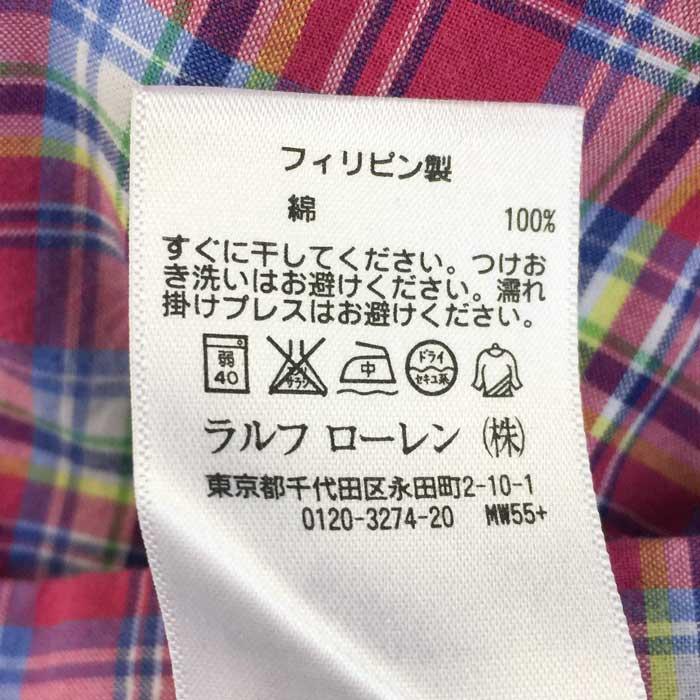 フィリピン製
綿 100%
すぐに干してください。つけお
き洗いはお避けください。濡れ
掛けプレスはお避けください。
弱 40 エンソ サラシ 中 ドライ セキユ系
ラルフ ローレン (株)
東京都千代田区永田町2-10-1
0120-3274-20 MW55+